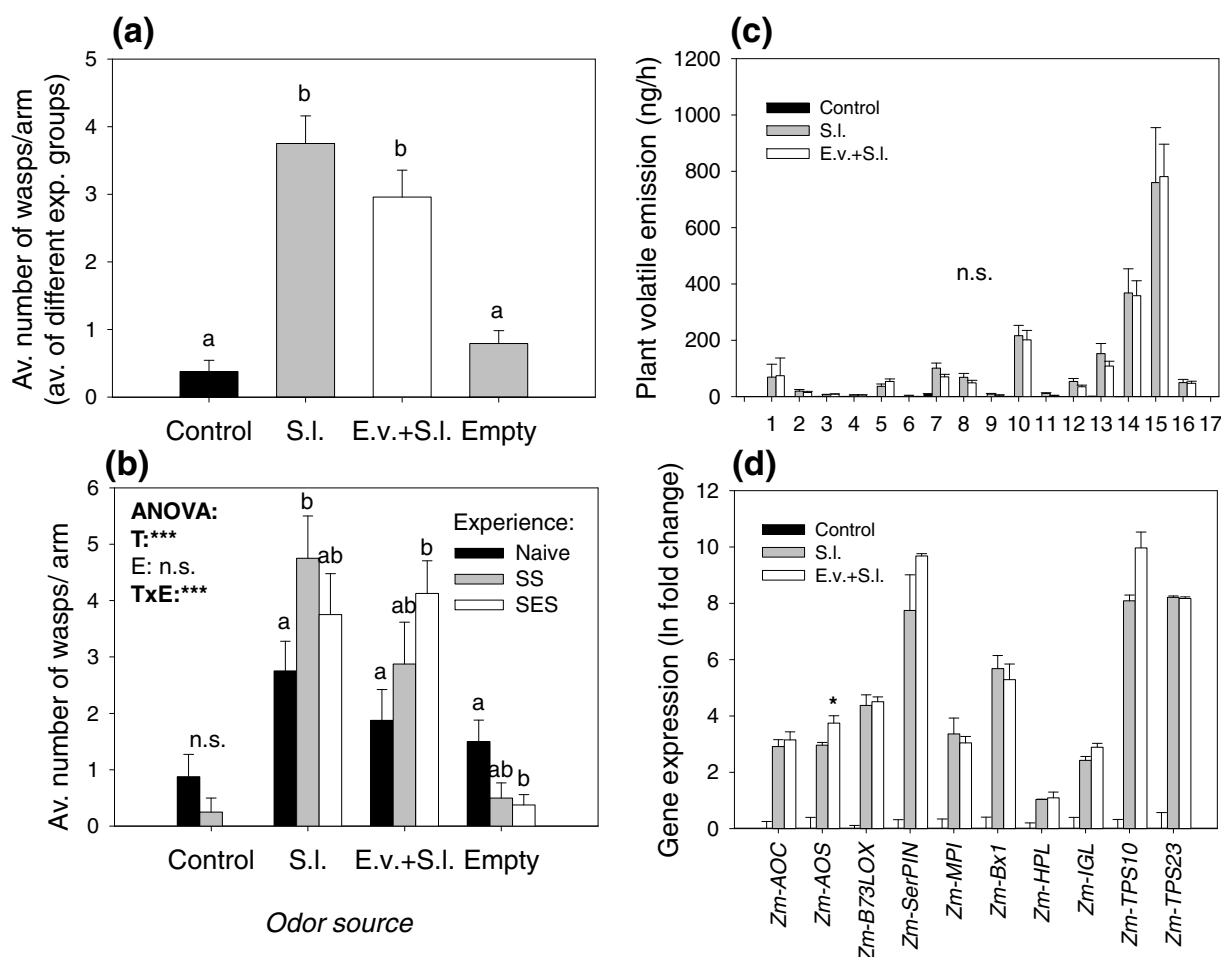 (a)
Av. number of wasps/arm
(av. of different exp. groups)
5
4
3
2
1
0
a
b
b
a
Control S.l. E.v.+S.l. Empty
(b)
Av. number of wasps/ arm
6
5
4
3
2
1
0
ANOVA:
T:***
E: n.s.
TxE:***
Experience:
Naive
SS
SES
n.s.
a
b
ab
a
ab
b
a
ab
b
Control S.l. E.v.+S.l. Empty
Odor source
(c)
Plant volatile emission (ng/h)
1200
1000
800
600
400
200
0
Control
S.l.
E.v.+S.l.
n.s.
1 2 3 4 5 6 7 8 9 10 11 12 13 14 15 16 17
(d)
Gene expression (ln fold change)
12
10
8
6
4
2
0
Control
S.l.
E.v.+S.l.
*
Zm-AOC
Zm-AOS
Zm-B73LOX
Zm-SerPIN
Zm-MPI
Zm-Bx1
Zm-HPL
Zm-IGL
Zm-TPS10
Zm-TPS23